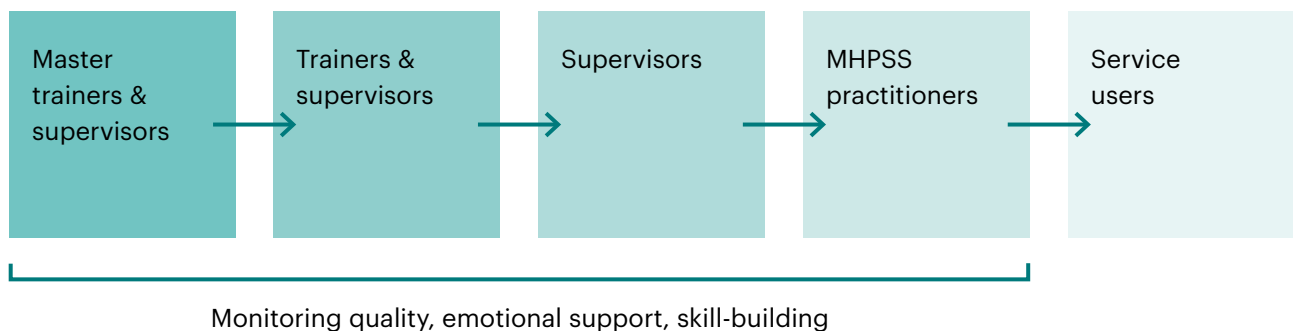 Master
trainers &
supervisors
Trainers &
supervisors
Supervisors
MHPSS
practitioners
Service
users
Monitoring quality, emotional support, skill-building